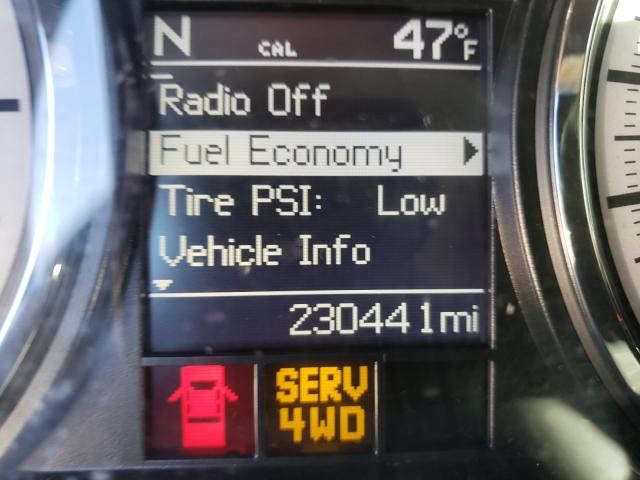 N CAL 47°F
Radio Off
Fuel Economy
Tire PSI: Low
Vehicle Info
230441mi
SERV
4WD